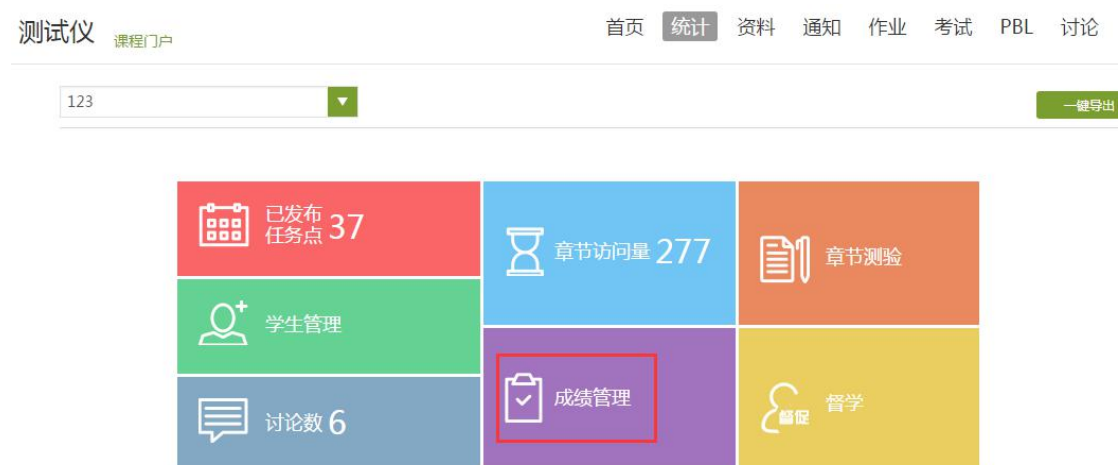 测试仪 课程门户 首页 统计 资料 通知 作业 考试 PBL 讨论
123 一键导出
已发布
任务点 37
章节访问量 277
章节测验
学生管理
成绩管理
讨论数 6
督促 督学